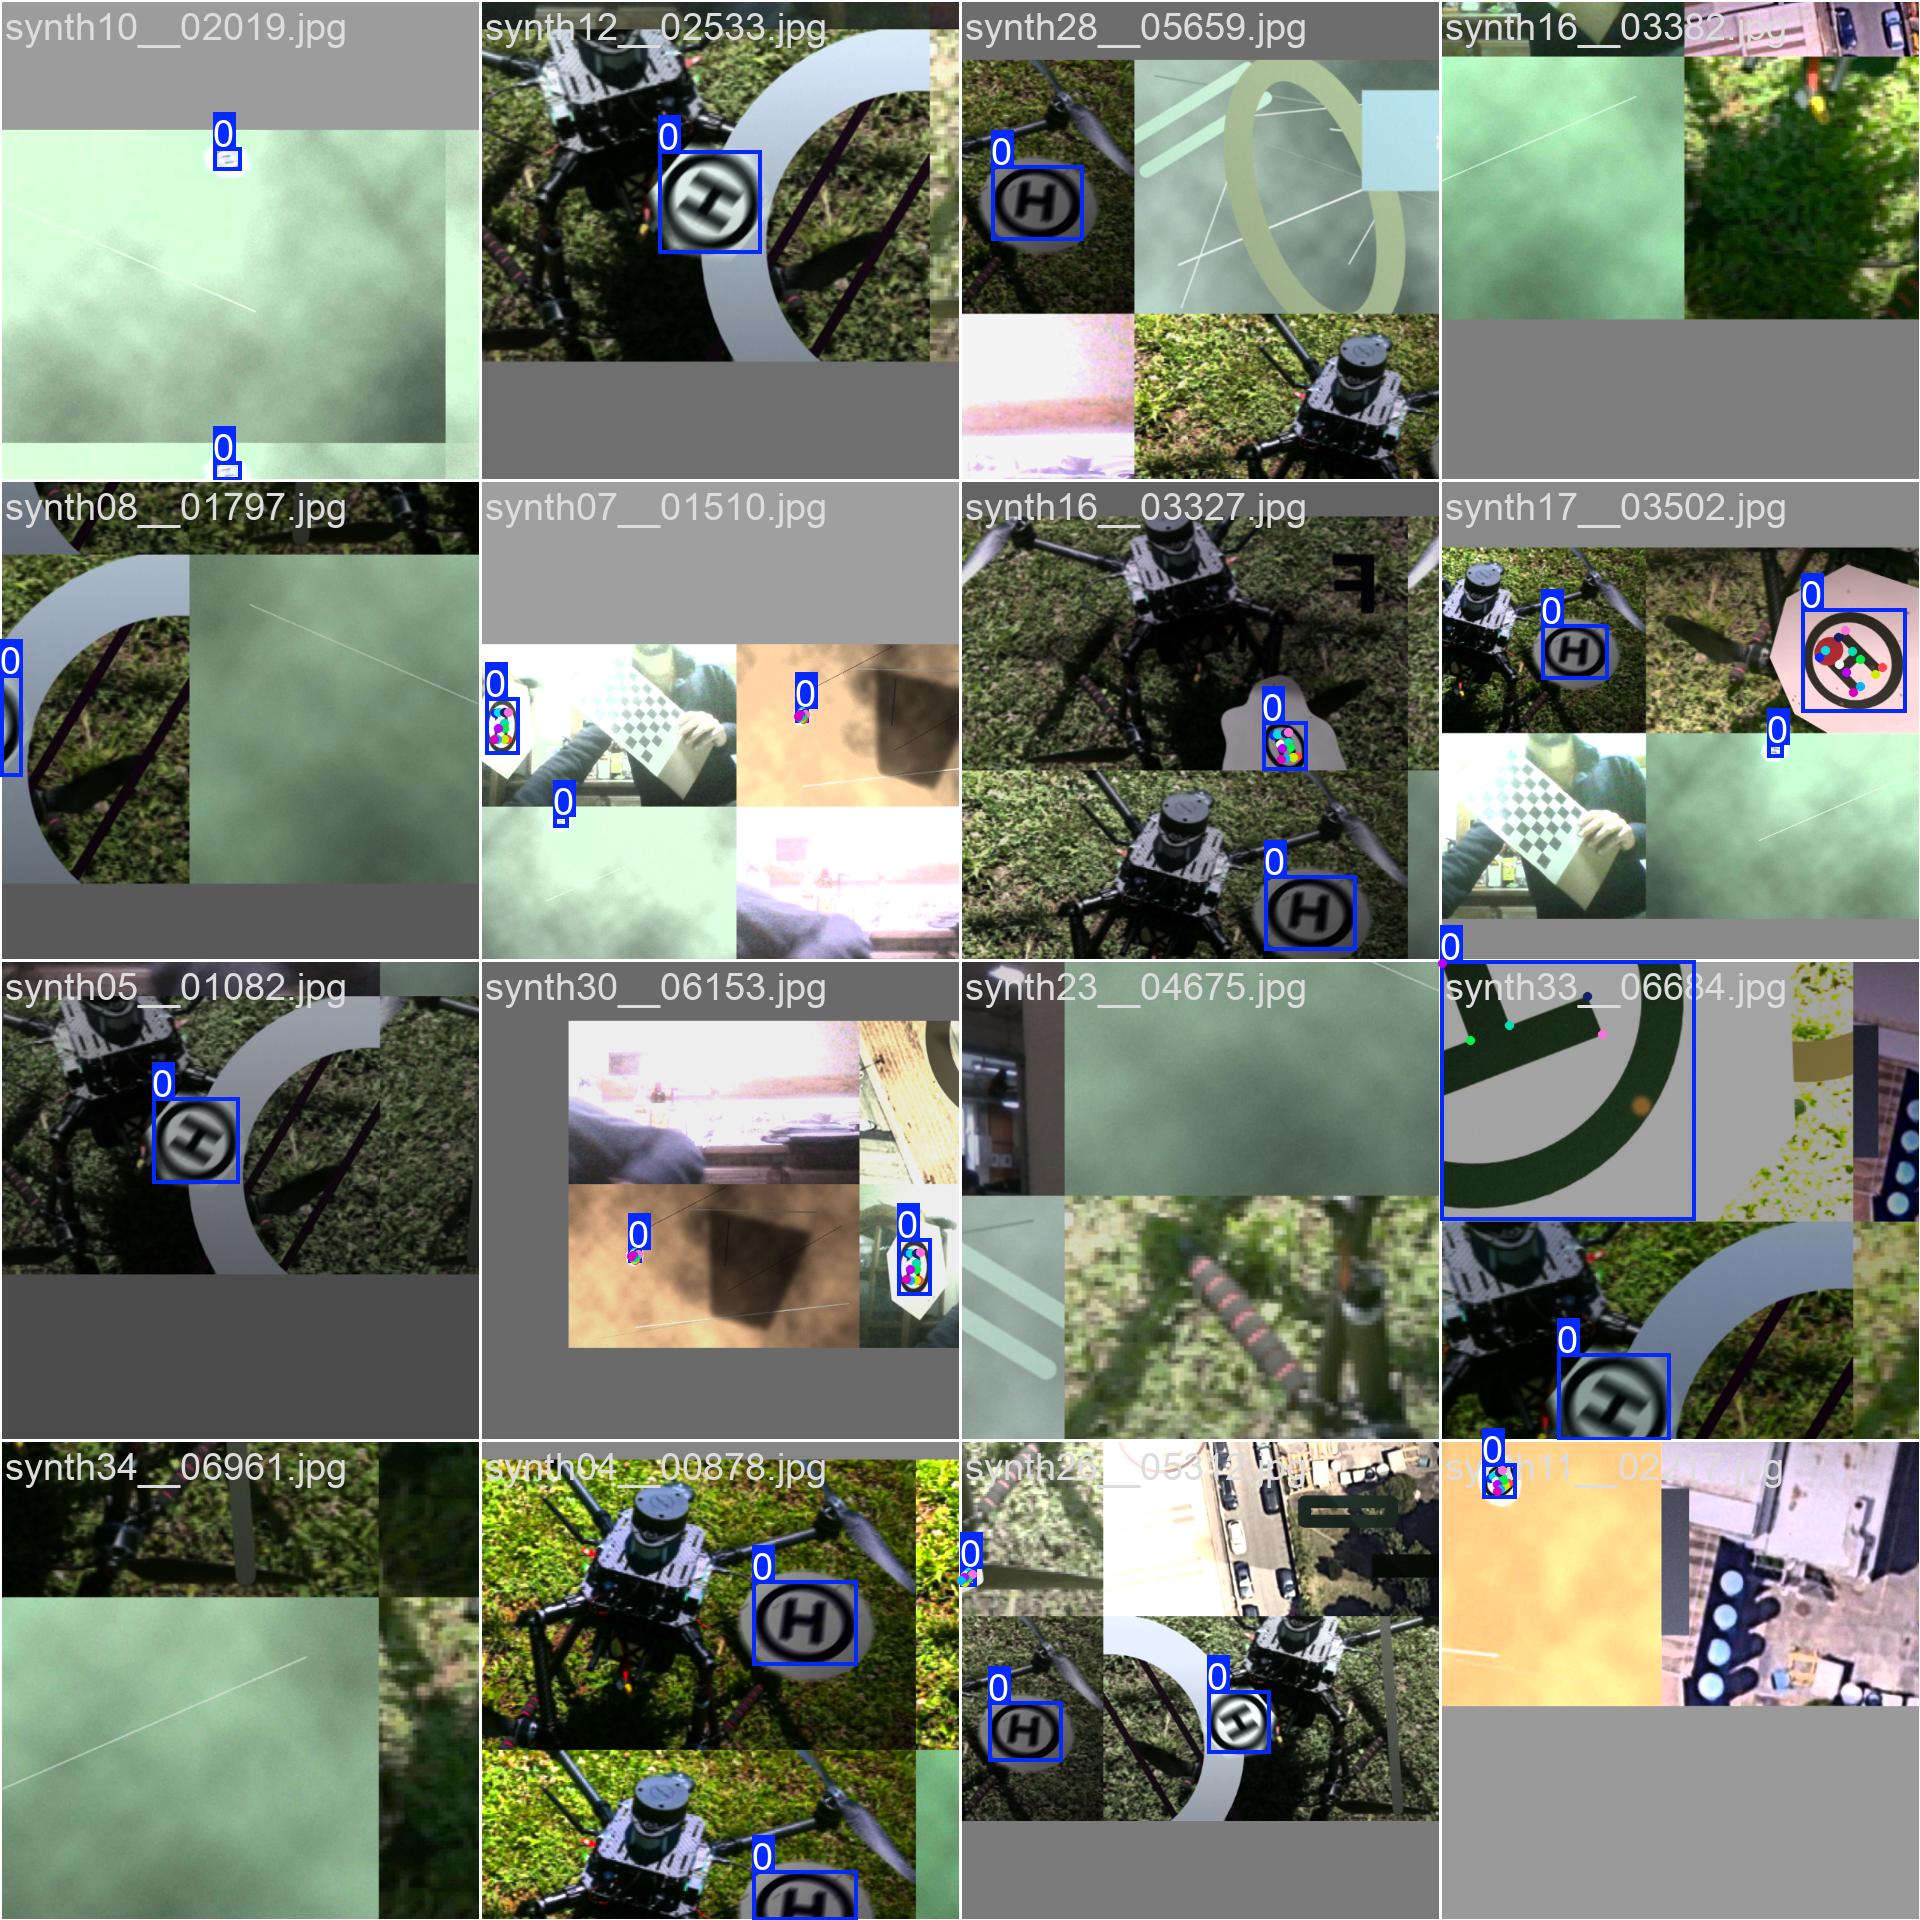 synth10__02019.jpg
synth12__02533.jpg
synth28__05659.jpg
synth16__03382.jpg
0
0
0
H
0
H
synth08__01797.jpg
synth07__01510.jpg
synth16__03327.jpg
synth17__03502.jpg
0
0
0
0
F
0
0
H
0
H
0
0
synth05__01082.jpg
synth30__06153.jpg
synth23__04675.jpg
synth33__06684.jpg
0
H
0
0
0
0
H
synth34__06961.jpg
synth04__00878.jpg
0
H
0
H
0
0
H
0
H
0